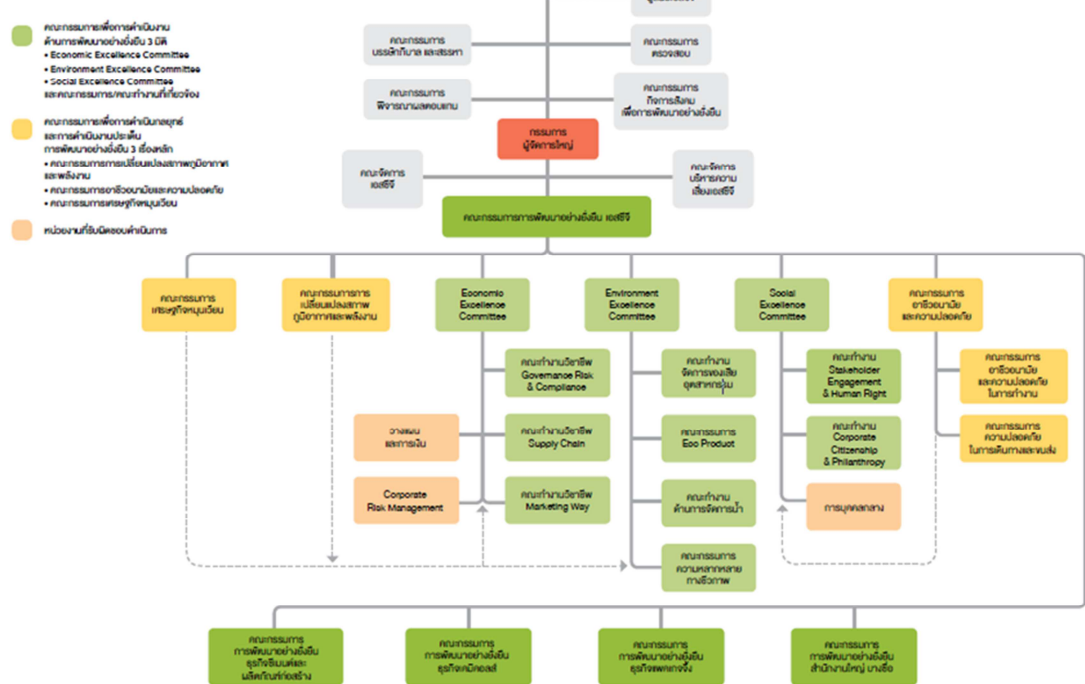 คณะกรรมการเพื่อการดำเนินงาน
ด้านการพัฒนาอย่างยั่งยืน 3 มิติ
• Economic Excellence Committee
• Environment Excellence Committee
• Social Excellence Committee
และคณะกรรมการ/คณะทำงานที่เกี่ยวข้อง
คณะกรรมการเพื่อการดำเนินกลยุทธ์
และการดำเนินงานประเด็น
การพัฒนาอย่างยั่งยืน 3 เรื่องหลัก
• คณะกรรมการการเปลี่ยนแปลงสภาพภูมิอากาศ
และพลังงาน
• คณะกรรมการอาชีวอนามัยและความปลอดภัย
• คณะกรรมการเศรษฐกิจหมุนเวียน
หน่วยงานที่รับผิดชอบดำเนินการ
คณะกรรมการ
บรรษัทภิบาล และสรรหา
คณะกรรมการ
ตรวจสอบ
คณะกรรมการ
พิจารณาผลตอบแทน
คณะกรรมการ
กิจการสังคม
เพื่อการพัฒนาอย่างยั่งยืน
กรรมการ
ผู้จัดการใหญ่
คณะจัดการ
เอสซีจี
คณะจัดการ
บริหารความ
เสี่ยงเอสซีจี
คณะกรรมการการพัฒนาอย่างยั่งยืน เอสซีจี
คณะกรรมการ
เศรษฐกิจหมุนเวียน
คณะกรรมการการ
เปลี่ยนแปลงสภาพ
ภูมิอากาศและพลังงาน
Economic
Excellence
Committee
Environment
Excellence
Committee
Social
Excellence
Committee
คณะกรรมการ
อาชีวอนามัย
และความปลอดภัย
คณะทำงานวิชาชีพ
Governance Risk
& Compliance
คณะทำงาน
จัดการของเสีย
อุตสาหกรรม
คณะทำงาน
Stakeholder
Engagement
& Human Right
คณะกรรมการ
อาชีวอนามัย
และความปลอดภัย
ในการทำงาน
วางแผน
และการเงิน
คณะทำงานวิชาชีพ
Supply Chain
คณะกรรมการ
Eco Product
คณะทำงาน
Corporate
Citizenship
& Philanthropy
คณะกรรมการ
ความปลอดภัย
ในการเดินทางและขนส่ง
Corporate
Risk Management
คณะทำงานวิชาชีพ
Marketing Way
คณะทำงาน
ด้านการจัดการน้ำ
การบุคคลกลาง
คณะกรรมการ
ความหลากหลาย
ทางชีวภาพ
คณะกรรมการ
การพัฒนาอย่างยั่งยืน
ธุรกิจซีเมนต์และ
ผลิตภัณฑ์ก่อสร้าง
คณะกรรมการ
การพัฒนาอย่างยั่งยืน
ธุรกิจเคมิคอลส์
คณะกรรมการ
การพัฒนาอย่างยั่งยืน
ธุรกิจแพคเกจจิ้ง
คณะกรรมการ
การพัฒนาอย่างยั่งยืน
สำนักงานใหญ่ บางซื่อ